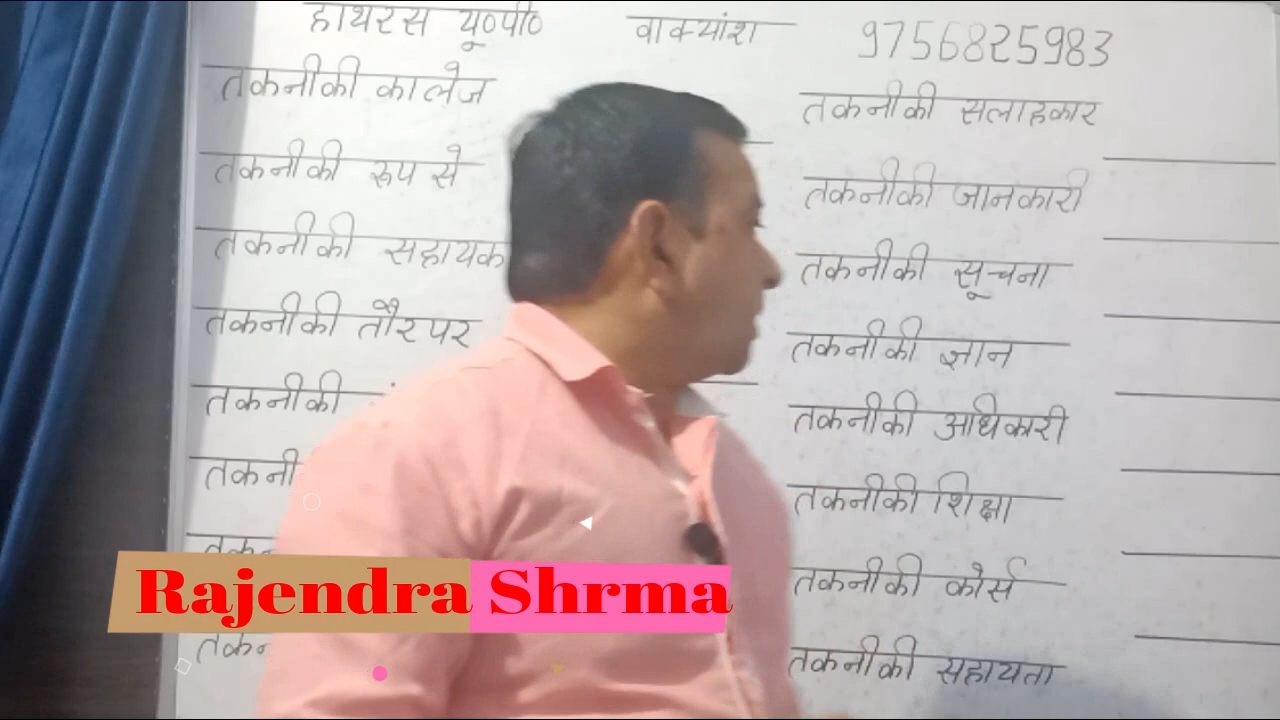 हाथरस यू०पी० वाक्यांश 9756825983
तकनीकी कालेज
तकनीकी रूप से
तकनीकी सहायक
तकनीकी तौर पर
तकनीकी
तकनी
तकनीकी सलाहकार
तकनीकी जानकारी
तकनीकी सूचना
तकनीकी ज्ञान
तकनीकी अधिकारी
तकनीकी शिक्षा
तकनीकी कोर्स
तकनीकी सहायता
Rajendra Shrma